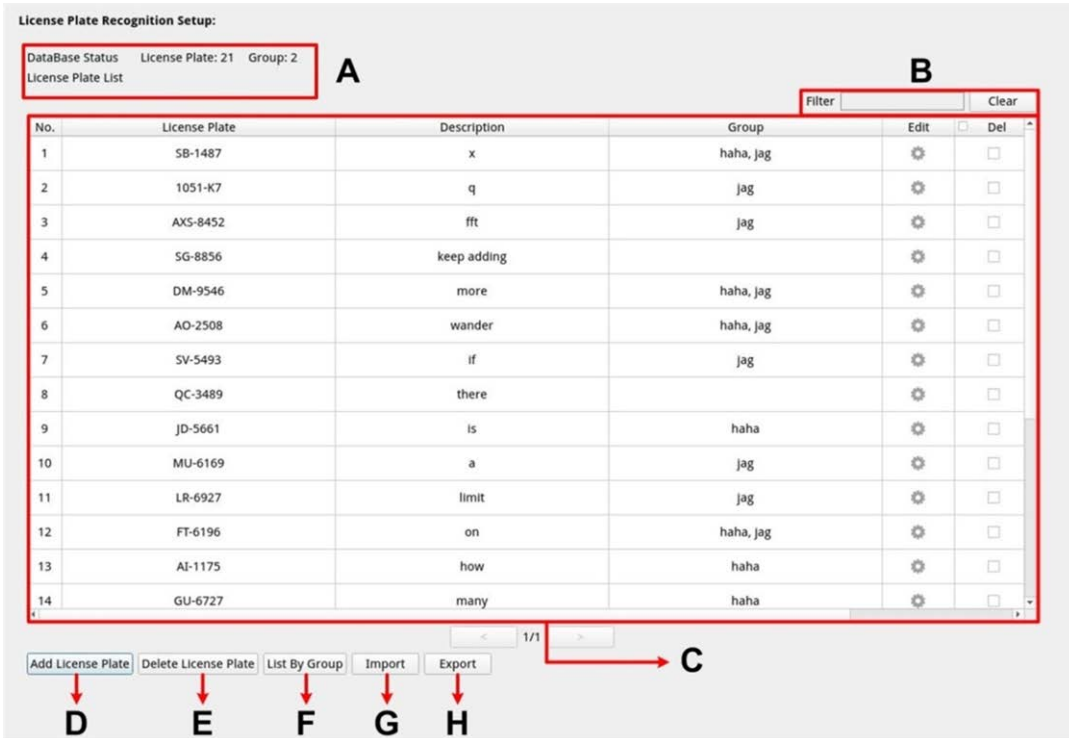 License Plate Recognition Setup:
DataBase Status License Plate: 21 Group: 2
License Plate List
A
B
Filter Clear
No. License Plate Description Group Edit Del
1 SB-1487 x haha, jag
2 1051-K7 q jag
3 AXS-8452 fft jag
4 SG-8856 keep adding
5 DM-9546 more haha, jag
6 AO-2508 wander haha, jag
7 SV-5493 if jag
8 QC-3489 there
9 JD-5661 is haha
10 MU-6169 a jag
11 LR-6927 limit jag
12 FT-6196 on haha, jag
13 AI-1175 how haha
14 GU-6727 many haha
< 1/1 >
C
Add License Plate Delete License Plate List By Group Import Export
D E F G H